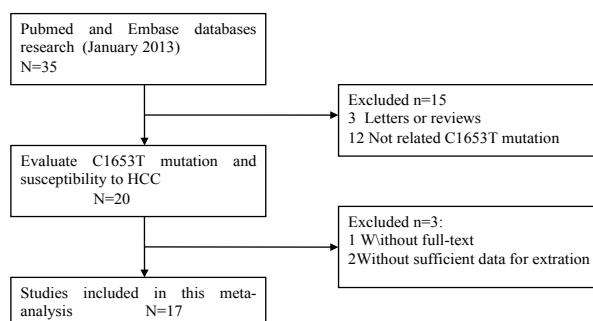 Pubmed and Embase databases
research (January 2013)
N=35
Excluded n=15
3 Letters or reviews
12 Not related C1653T mutation
Evaluate C1653T mutation and
susceptibility to HCC
N=20
Excluded n=3:
1 W\ithout full-text
2Without sufficient data for extration
Studies included in this meta-
analysis N=17